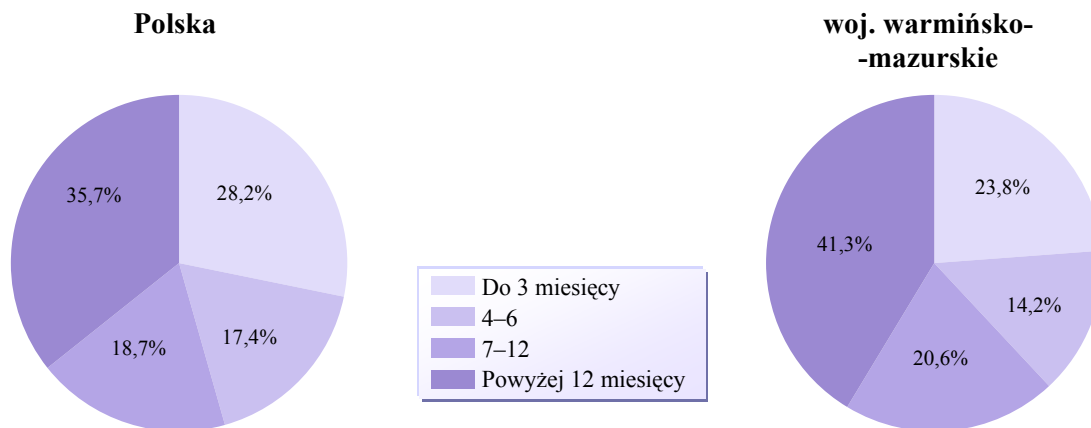 Polska
35,7%
28,2%
18,7%
17,4%
Do 3 miesięcy
4–6
7–12
Powyżej 12 miesięcy
woj. warmińsko-
-mazurskie
23,8%
41,3%
14,2%
20,6%